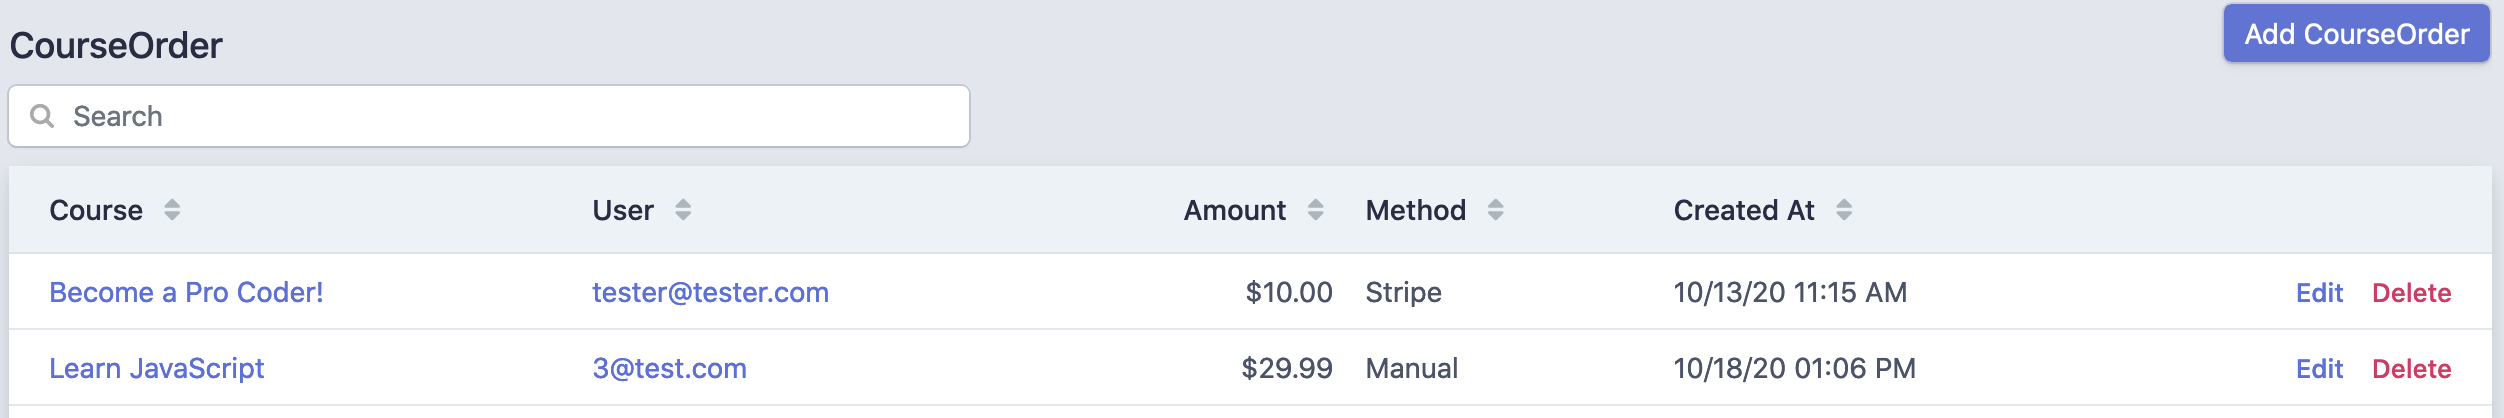 CourseOrder
Add CourseOrder
Search
Course User Amount Method Created At
Become a Pro Coder! tester@tester.com $10.00 Stripe 10/13/20 11:15 AM Edit Delete
Learn JavaScript 3@test.com $29.99 Manual 10/18/20 01:06 PM Edit Delete